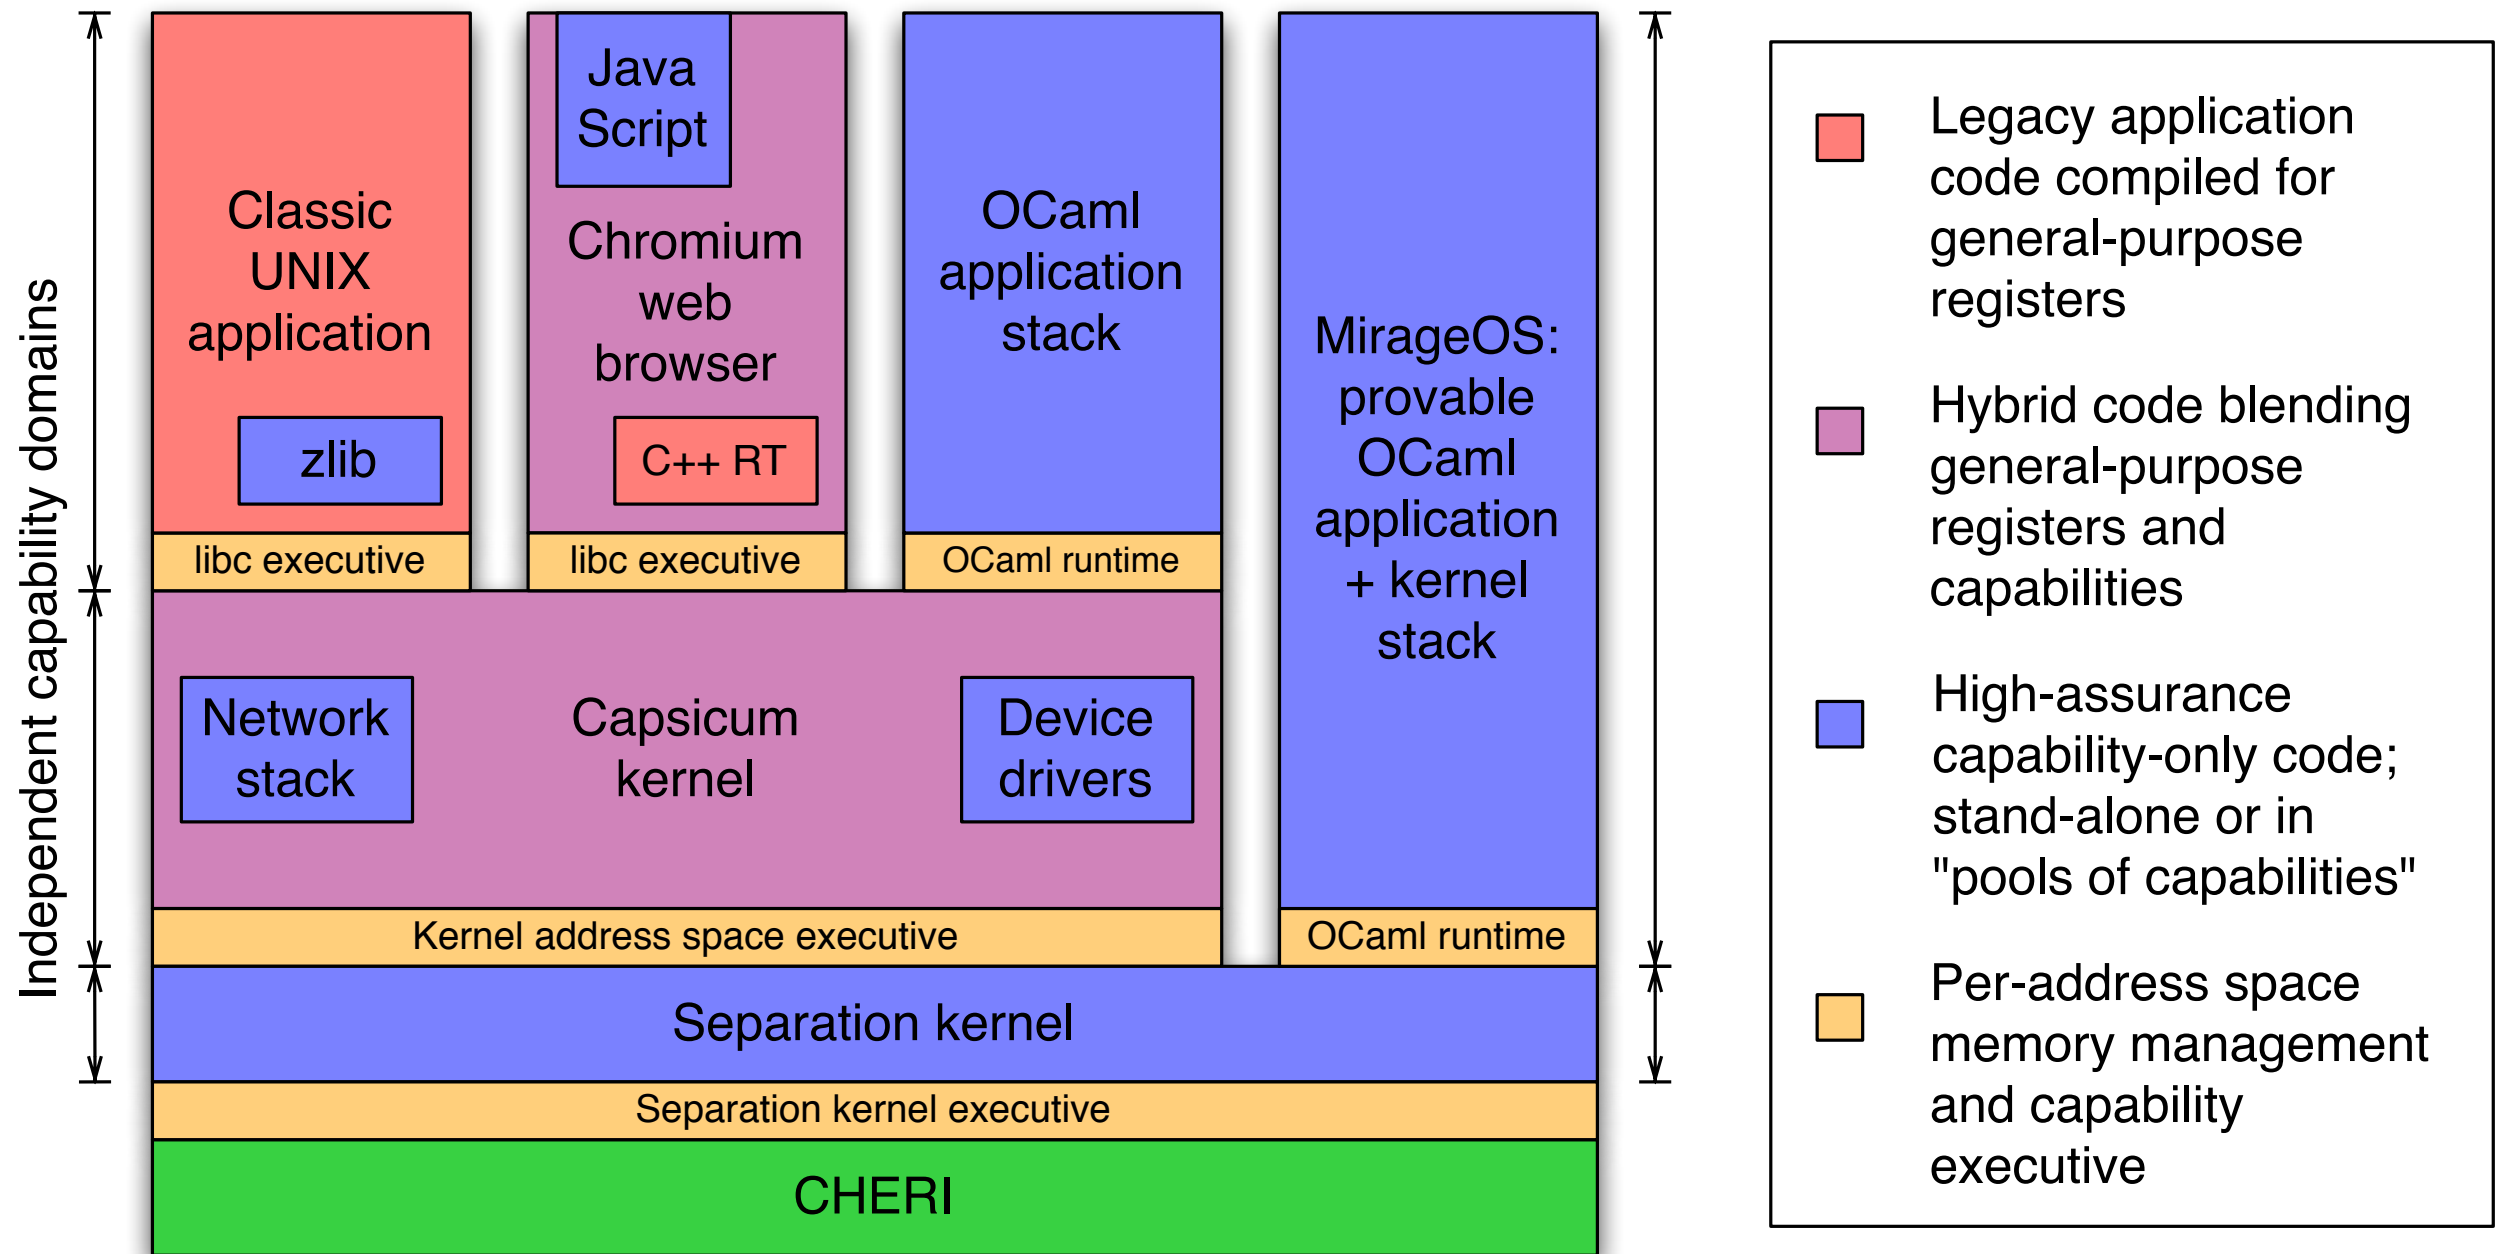 Independent capability domains
Java
Script
Classic
UNIX
application
zlib
libc executive
Chromium
web
browser
C++ RT
libc executive
OCaml
application
stack
OCaml runtime
MirageOS:
provable
OCaml
application
+ kernel
stack
OCaml runtime
Network
stack
Capsicum
kernel
Device
drivers
Kernel address space executive
Separation kernel
Separation kernel executive
CHERI
Legacy application
code compiled for
general-purpose
registers
Hybrid code blending
general-purpose
registers and
capabilities
High-assurance
capability-only code;
stand-alone or in
"pools of capabilities"
Per-address space
memory management
and capability
executive